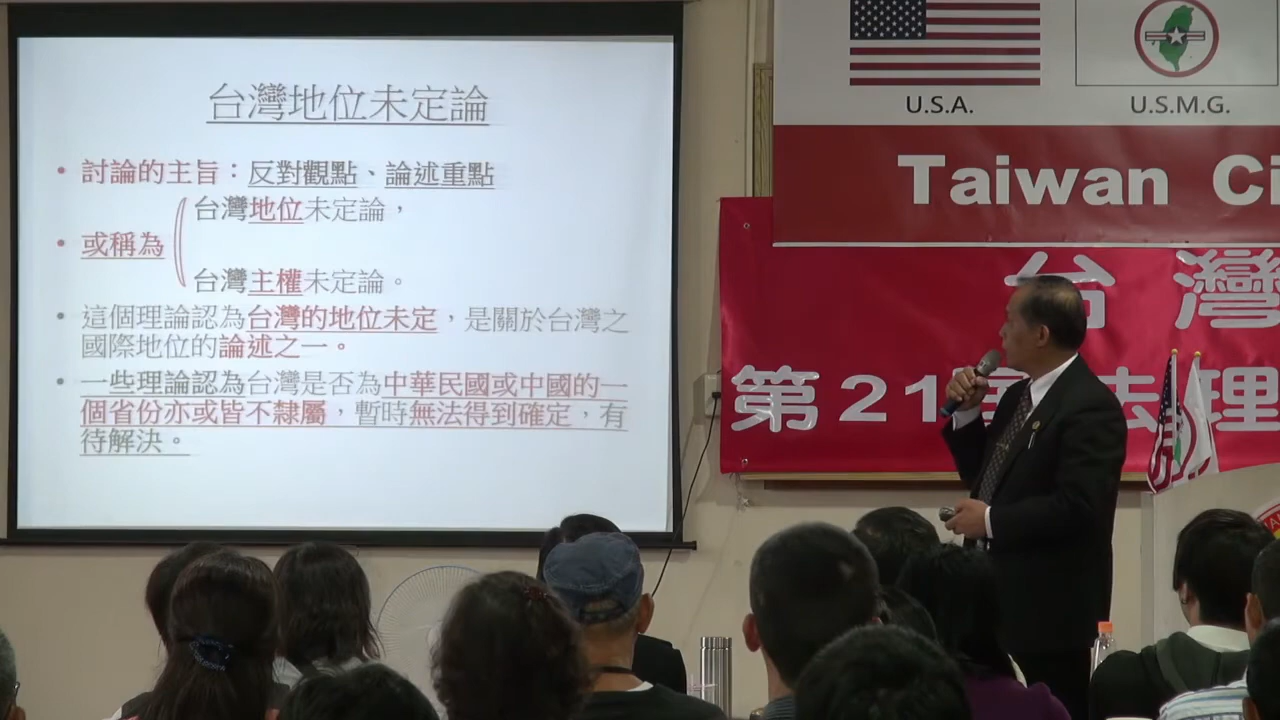 台灣地位未定論
• 討論的主旨：反對觀點、論述重點
台灣地位未定論，
• 或稱為
台灣主權未定論。
• 這個理論認為台灣的地位未定，是關於台灣之
國際地位的論述之一。
• 一些理論認為台灣是否為中華民國或中國的一
個省份亦或皆不隸屬，暫時無法得到確定，有
待解決。
U.S.A.
U.S.M.G.
Taiwan Ci
台灣
第21屆法理